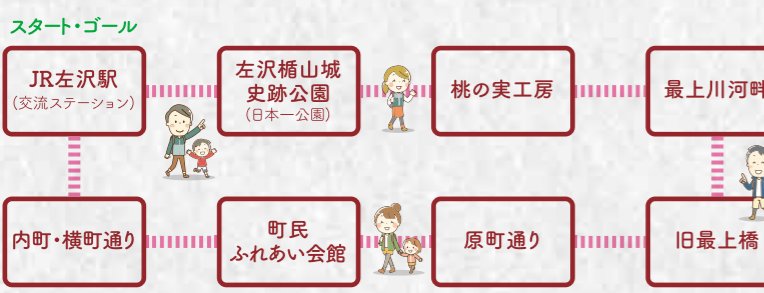 スタート・ゴール
JR左沢駅
(交流ステーション)
左沢楯山城
史跡公園
(日本一公園)
桃の実工房
最上川河畔
内町・横町通り
町民
ふれあい会館
原町通り
旧最上橋